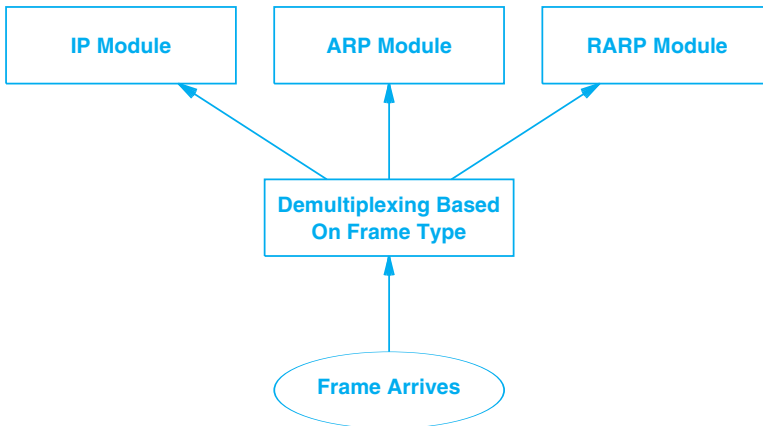 IP Module
ARP Module
RARP Module
Demultiplexing Based
On Frame Type
Frame Arrives